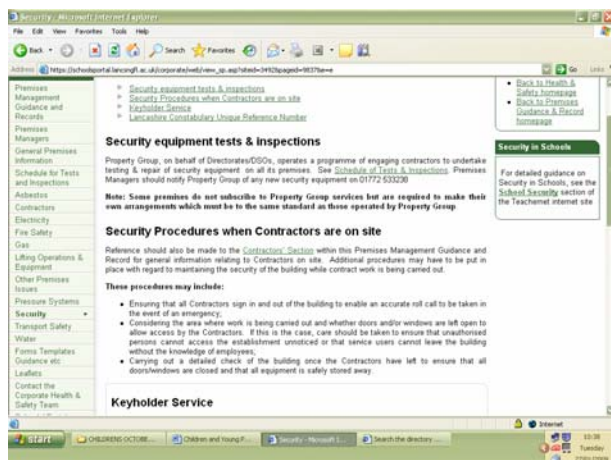 Security - Microsoft Internet Explorer
File Edit View Favorites Tools Help
Back Search Favorites
Address
Go Links
Premises
Management
Guidance and
Records
Premises
Managers
General Premises
Information
Schedule for Tests
and Inspections
Asbestos
Contractors
Electricity
Fire Safety
Gas
Lifting Operations &
Equipment
Other Premises
Issues
Pressure Systems
Security
Transport Safety
Water
Forms Templates
Guidance etc
Leaflets
Contact the
Corporate Health &
Safety Team
Security equipment tests & inspections
Security Procedures when Contractors are on site
Keyholder Service
Lancashire Constabulary Unique Reference Number
Security equipment tests & inspections
Property Group, on behalf of Directorates/DSOs, operates a programme of engaging contractors to undertake
testing & repair of security equipment on all its premises. See Schedule of Tests & Inspections. Premises
Managers should notify Property Group of any new security equipment on 01772 533238
Note: Some premises do not subscribe to Property Group services but are required to make their
own arrangements which must be to the same standard as those operated by Property Group.
Security Procedures when Contractors are on site
Reference should also be made to the Contractors' Section within this Premises Management Guidance and
Record for general information relating to Contractors on site. Additional procedures may have to be put in
place with regard to maintaining the security of the building while contract work is being carried out.
These procedures may include:
Ensuring that all Contractors sign in and out of the building to enable an accurate roll call to be taken in
the event of an emergency;
Considering the area where work is being carried out and whether doors and/or windows are left open to
allow access by the Contractors. If this is the case, care should be taken to ensure that unauthorised
persons cannot access the establishment unnoticed or that service users cannot leave the building
without the knowledge of employees;
Carrying out a detailed check of the building once the Contractors have left to ensure that all
doors/windows are closed and that all equipment is safely stored away.
Keyholder Service
Back to Health &
Safety homepage
Back to Premises
Guidance & Record
homepage
Security in Schools
For detailed guidance on
Security in Schools, see the
School Security section of
the Teachernet internet site
Internet
start
CHILDRENS OCTOBE...
Children and Young P...
Security - Microsoft I...
Search the directory ...
10:38
Tuesday